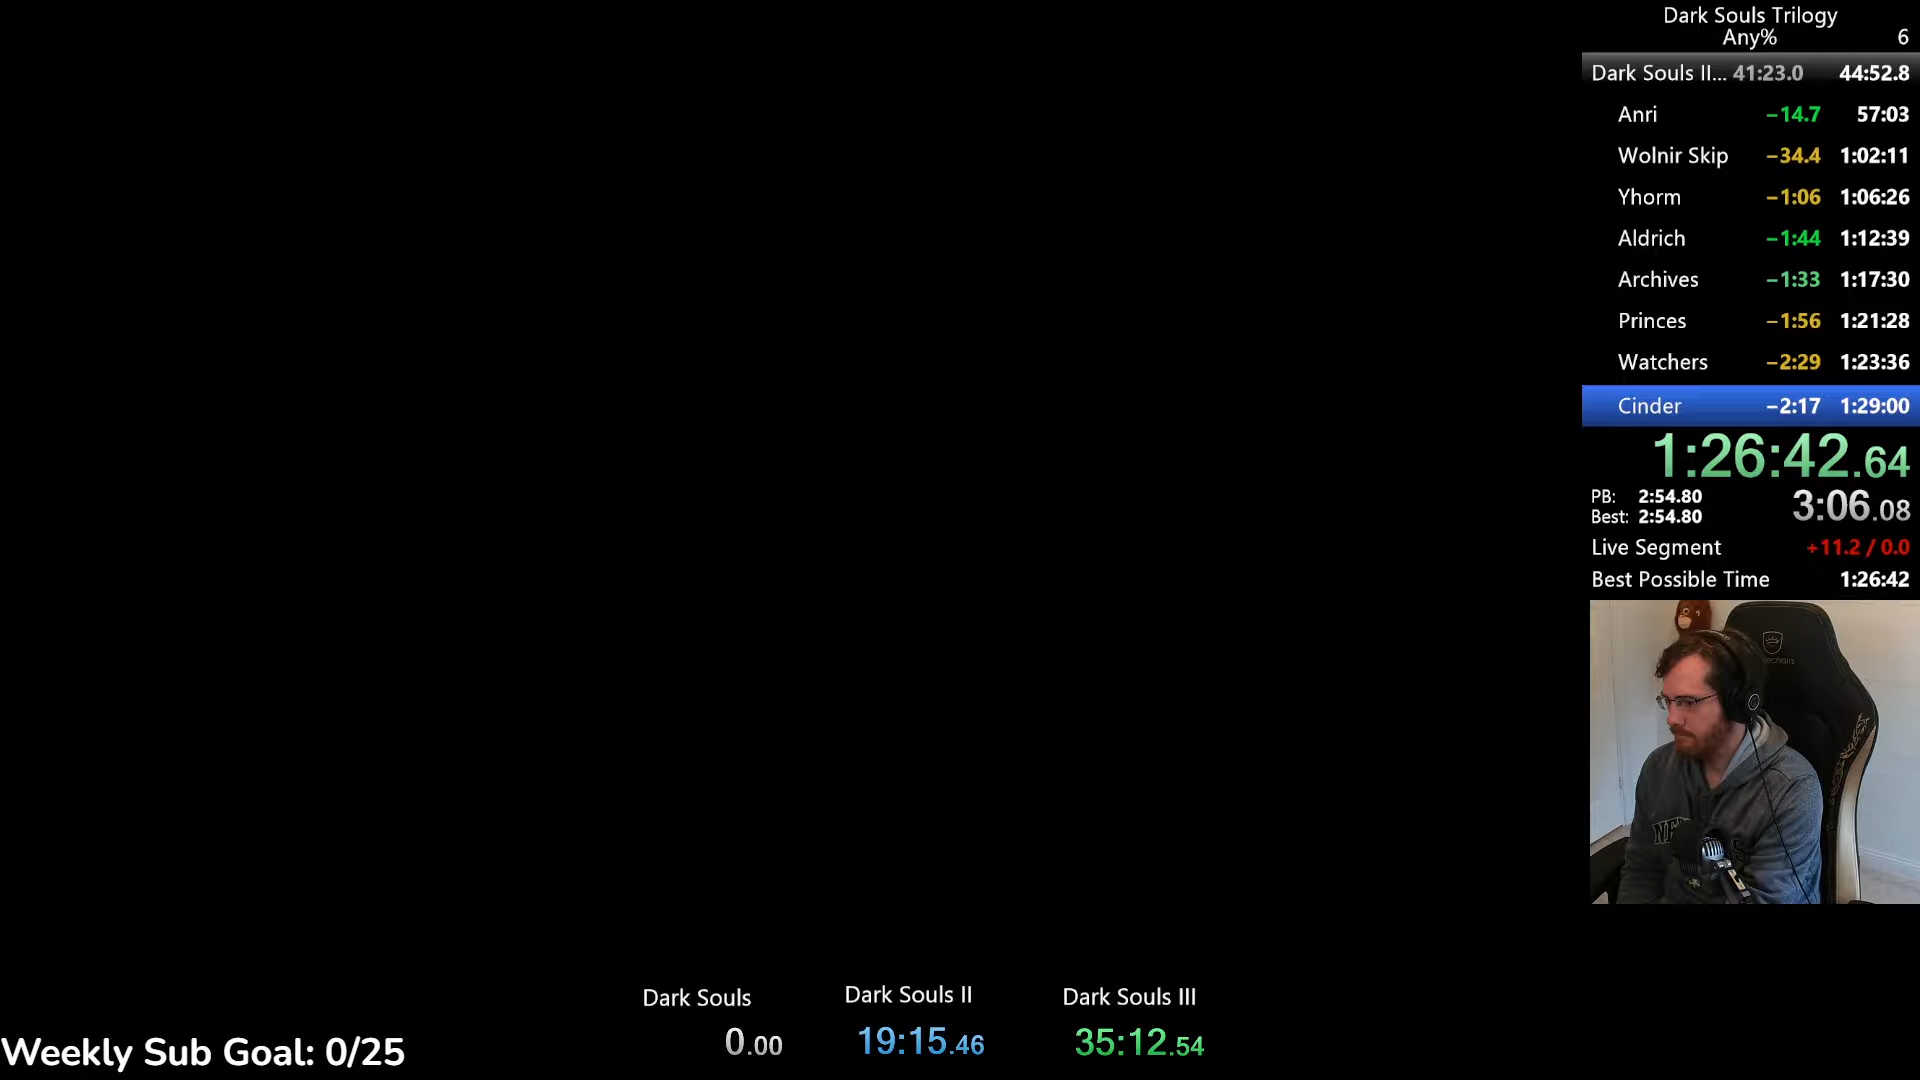 Dark Souls Trilogy
Any% 6
Dark Souls II... 41:23.0 44:52.8
Anri −14.7 57:03
Wolnir Skip −34.4 1:02:11
Yhorm −1:06 1:06:26
Aldrich −1:44 1:12:39
Archives −1:33 1:17:30
Princes −1:56 1:21:28
Watchers −2:29 1:23:36
Cinder −2:17 1:29:00
1:26:42.64
PB: 2:54.80 3:06.08
Best: 2:54.80
Live Segment +11.2 / 0.0
Best Possible Time 1:26:42
Dark Souls Dark Souls II Dark Souls III
0.00 19:15.46 35:12.54
Weekly Sub Goal: 0/25